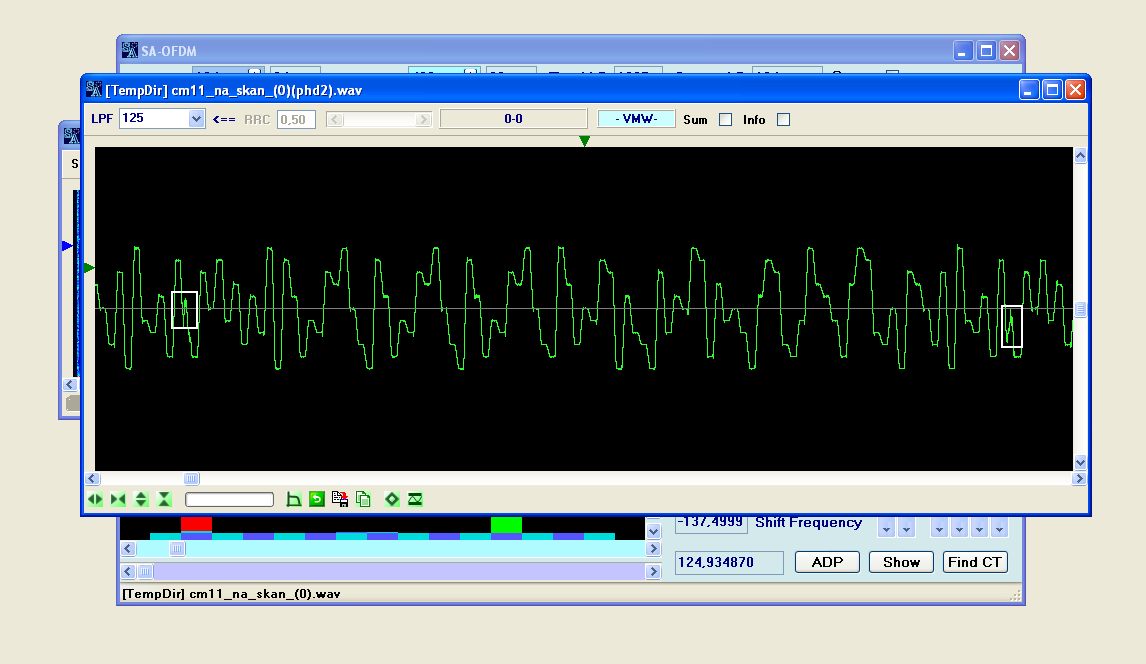 SA-OFDM
[TempDir] cm11_na_skan_(0)(phd2).wav
LPF 125 <== RRC 0,50 0-0 - VMW- Sum Info
S
-137,4999 Shift Frequency
124,934870 ADP Show Find CT
[TempDir] cm11_na_skan_(0).wav